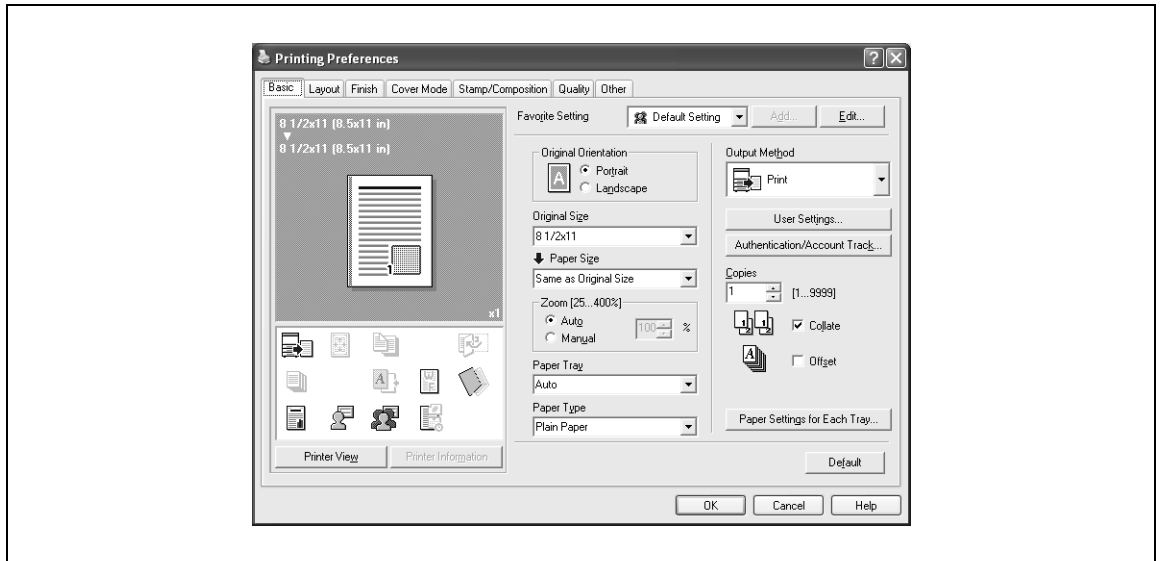 Printing Preferences
Basic Layout Finish Cover Mode Stamp/Composition Quality Other
8 1/2x11 (8.5x11 in)
8 1/2x11 (8.5x11 in)
1
x1
Printer View Printer Information
Favorite Setting Default Setting Add... Edit...
Original Orientation
A
Portrait
Landscape
Original Size
8 1/2x11
Paper Size
Same as Original Size
Zoom [25...400%]
Auto
Manual
100 %
Paper Tray
Auto
Paper Type
Plain Paper
Output Method
Print
User Settings...
Authentication/Account Track...
Copies
1 [1...9999]
Collate
Offset
Paper Settings for Each Tray...
Default
OK Cancel Help